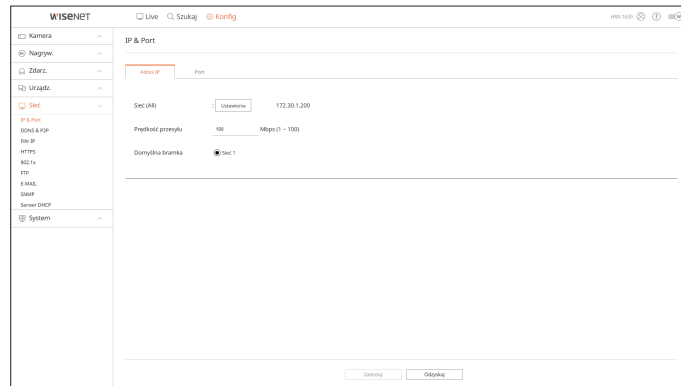 WISENET Live Szukaj Konfig HRX-1635
Kamera
Nagryw.
Zdarz.
Urządz.
Sieć
IP & Port
DDNS & P2P
Filtr IP
HTTPS
802.1x
FTP
E-MAIL
SNMP
Serwer DHCP
System
IP & Port
Adres IP Port
Sieć (All) : Ustawienia 172.30.1.200
Prędkość przesyłu 100 Mbps (1 ~ 100)
Domyślna bramka Sieć 1
Zastosuj Odzyskaj